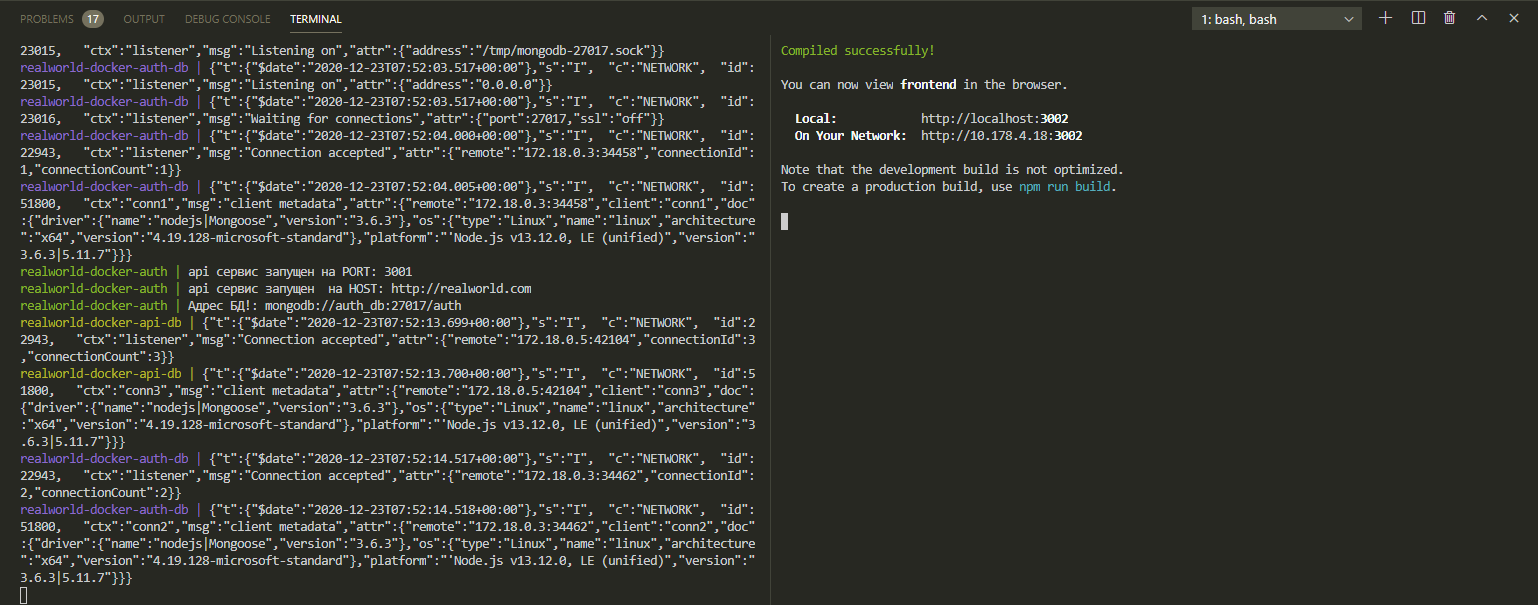 PROBLEMS 17 OUTPUT DEBUG CONSOLE TERMINAL 1: bash, bash
23015,   "ctx":"listener","msg":"Listening on","attr":{"address":"/tmp/mongodb-27017.sock"}}
realworld-docker-auth-db | {"t":{"$date":"2020-12-23T07:52:03.517+00:00"},"s":"I",  "c":"NETWORK",  "id":
23015,   "ctx":"listener","msg":"Listening on","attr":{"address":"0.0.0.0"}}
realworld-docker-auth-db | {"t":{"$date":"2020-12-23T07:52:03.517+00:00"},"s":"I",  "c":"NETWORK",  "id":
23016,   "ctx":"listener","msg":"Waiting for connections","attr":{"port":27017,"ssl":"off"}}
realworld-docker-auth-db | {"t":{"$date":"2020-12-23T07:52:04.000+00:00"},"s":"I",  "c":"NETWORK",  "id":
22943,   "ctx":"listener","msg":"Connection accepted","attr":{"remote":"172.18.0.3:34458","connectionId":
1,"connectionCount":1}}
realworld-docker-auth-db | {"t":{"$date":"2020-12-23T07:52:04.005+00:00"},"s":"I",  "c":"NETWORK",  "id":
51800,   "ctx":"conn1","msg":"client metadata","attr":{"remote":"172.18.0.3:34458","client":"conn1","doc"
:{"driver":{"name":"nodejs|Mongoose","version":"3.6.3"},"os":{"type":"Linux","name":"linux","architecture
":"x64","version":"4.19.128-microsoft-standard"},"platform":"'Node.js v13.12.0, LE (unified)","version":"
3.6.3|5.11.7"}}}
realworld-docker-auth | api сервис запущен на PORT: 3001
realworld-docker-auth | api сервис запущен  на HOST: http://realworld.com
realworld-docker-auth | Адрес БД!: mongodb://auth_db:27017/auth
realworld-docker-api-db | {"t":{"$date":"2020-12-23T07:52:13.699+00:00"},"s":"I",  "c":"NETWORK",  "id":2
2943,   "ctx":"listener","msg":"Connection accepted","attr":{"remote":"172.18.0.5:42104","connectionId":3
,"connectionCount":3}}
realworld-docker-api-db | {"t":{"$date":"2020-12-23T07:52:13.700+00:00"},"s":"I",  "c":"NETWORK",  "id":5
1800,   "ctx":"conn3","msg":"client metadata","attr":{"remote":"172.18.0.5:42104","client":"conn3","doc":
{"driver":{"name":"nodejs|Mongoose","version":"3.6.3"},"os":{"type":"Linux","name":"linux","architecture"
:"x64","version":"4.19.128-microsoft-standard"},"platform":"'Node.js v13.12.0, LE (unified)","version":"3
.6.3|5.11.7"}}}
realworld-docker-auth-db | {"t":{"$date":"2020-12-23T07:52:14.517+00:00"},"s":"I",  "c":"NETWORK",  "id":
22943,   "ctx":"listener","msg":"Connection accepted","attr":{"remote":"172.18.0.3:34462","connectionId":
2,"connectionCount":2}}
realworld-docker-auth-db | {"t":{"$date":"2020-12-23T07:52:14.518+00:00"},"s":"I",  "c":"NETWORK",  "id":
51800,   "ctx":"conn2","msg":"client metadata","attr":{"remote":"172.18.0.3:34462","client":"conn2","doc"
:{"driver":{"name":"nodejs|Mongoose","version":"3.6.3"},"os":{"type":"Linux","name":"linux","architecture
":"x64","version":"4.19.128-microsoft-standard"},"platform":"'Node.js v13.12.0, LE (unified)","version":"
3.6.3|5.11.7"}}}
Compiled successfully!
You can now view frontend in the browser.
Local:            http://localhost:3002
On Your Network:  http://10.178.4.18:3002
Note that the development build is not optimized.
To create a production build, use npm run build.